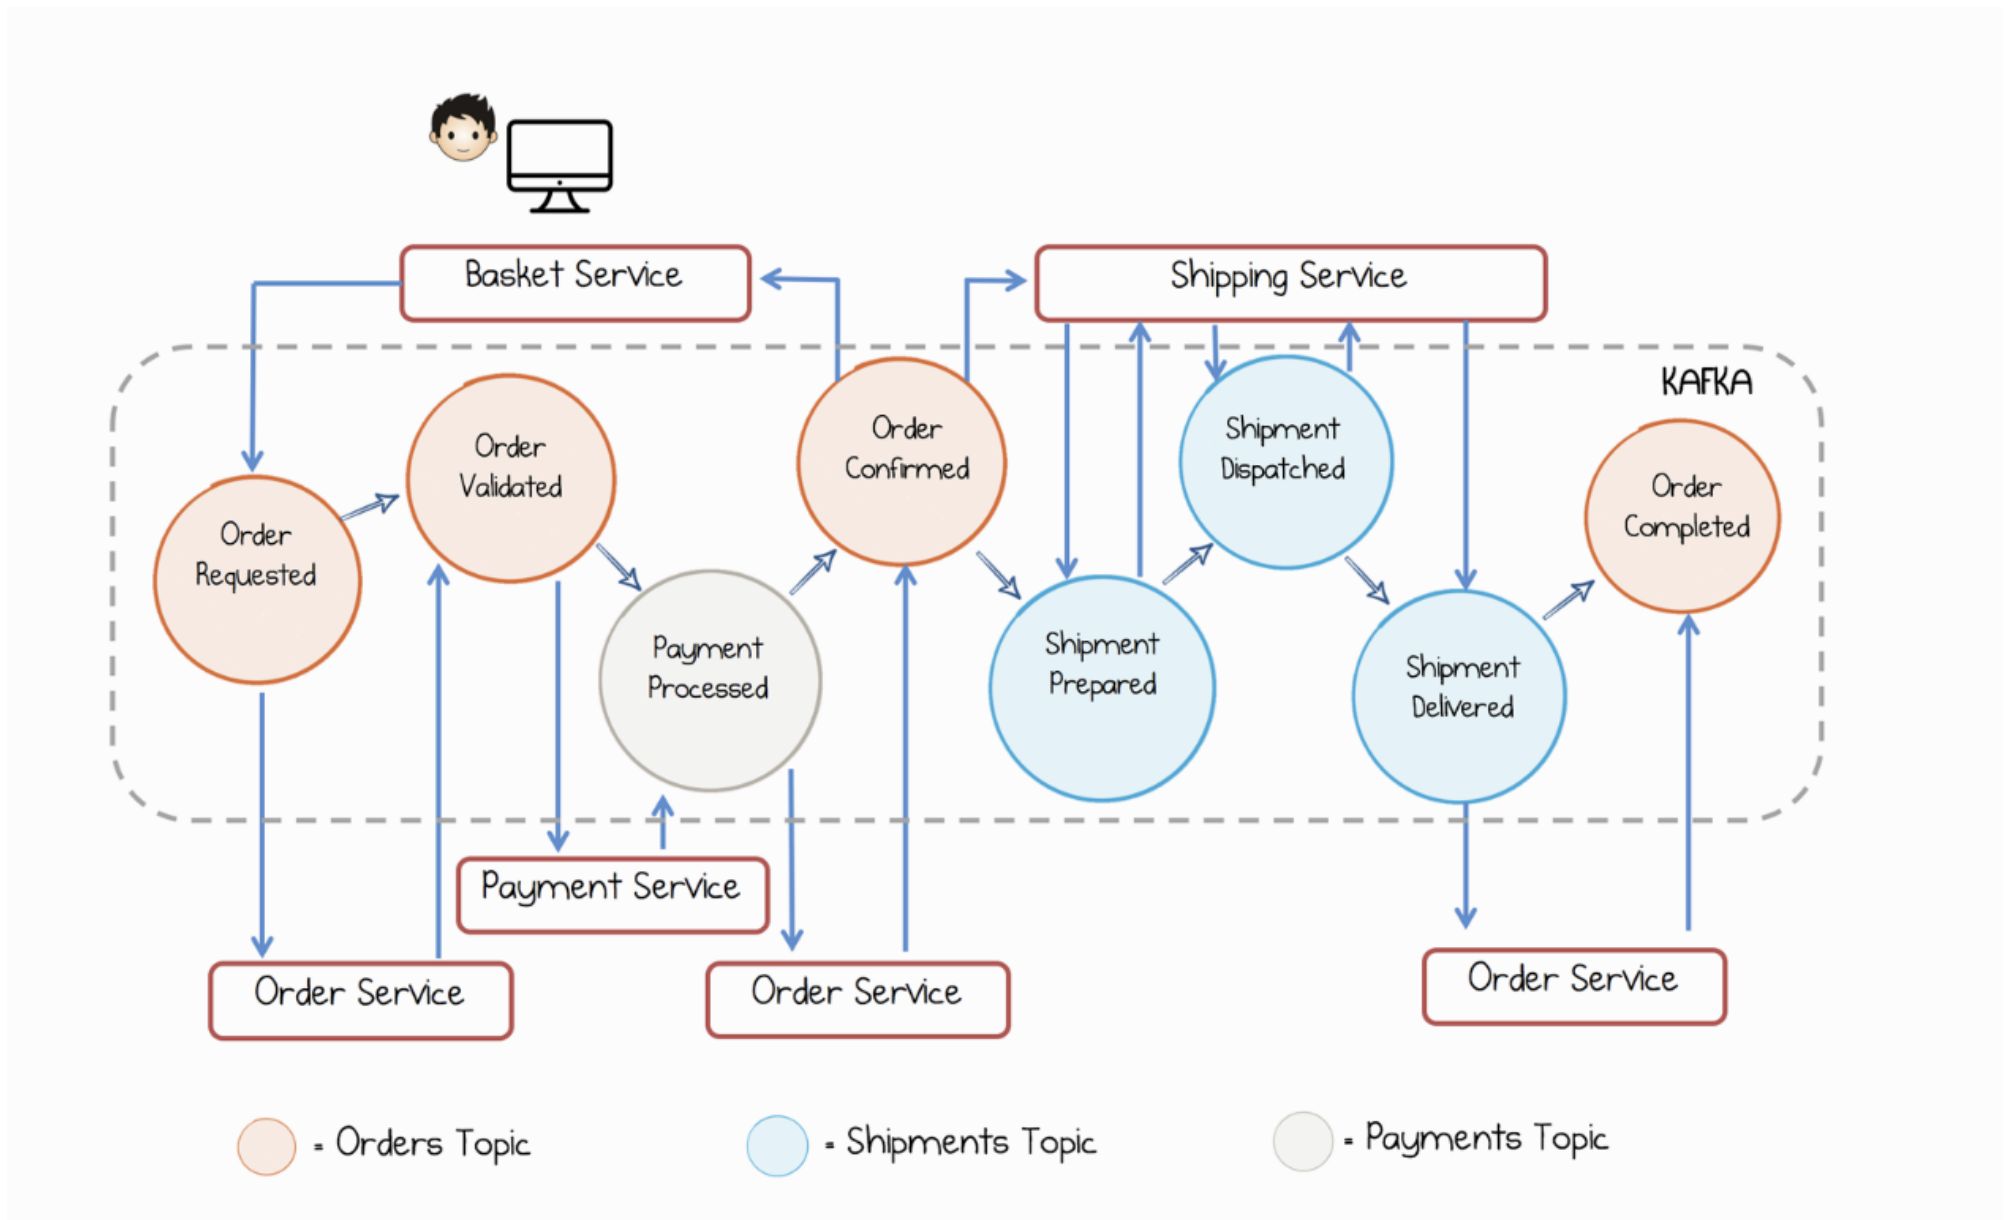 Basket Service
Shipping Service
KAFKA
Order
Requested
Order
Validated
Payment
Processed
Order
Confirmed
Shipment
Prepared
Shipment
Dispatched
Shipment
Delivered
Order
Completed
Payment Service
Order Service
Order Service
Order Service
= Orders Topic
= Shipments Topic
= Payments Topic